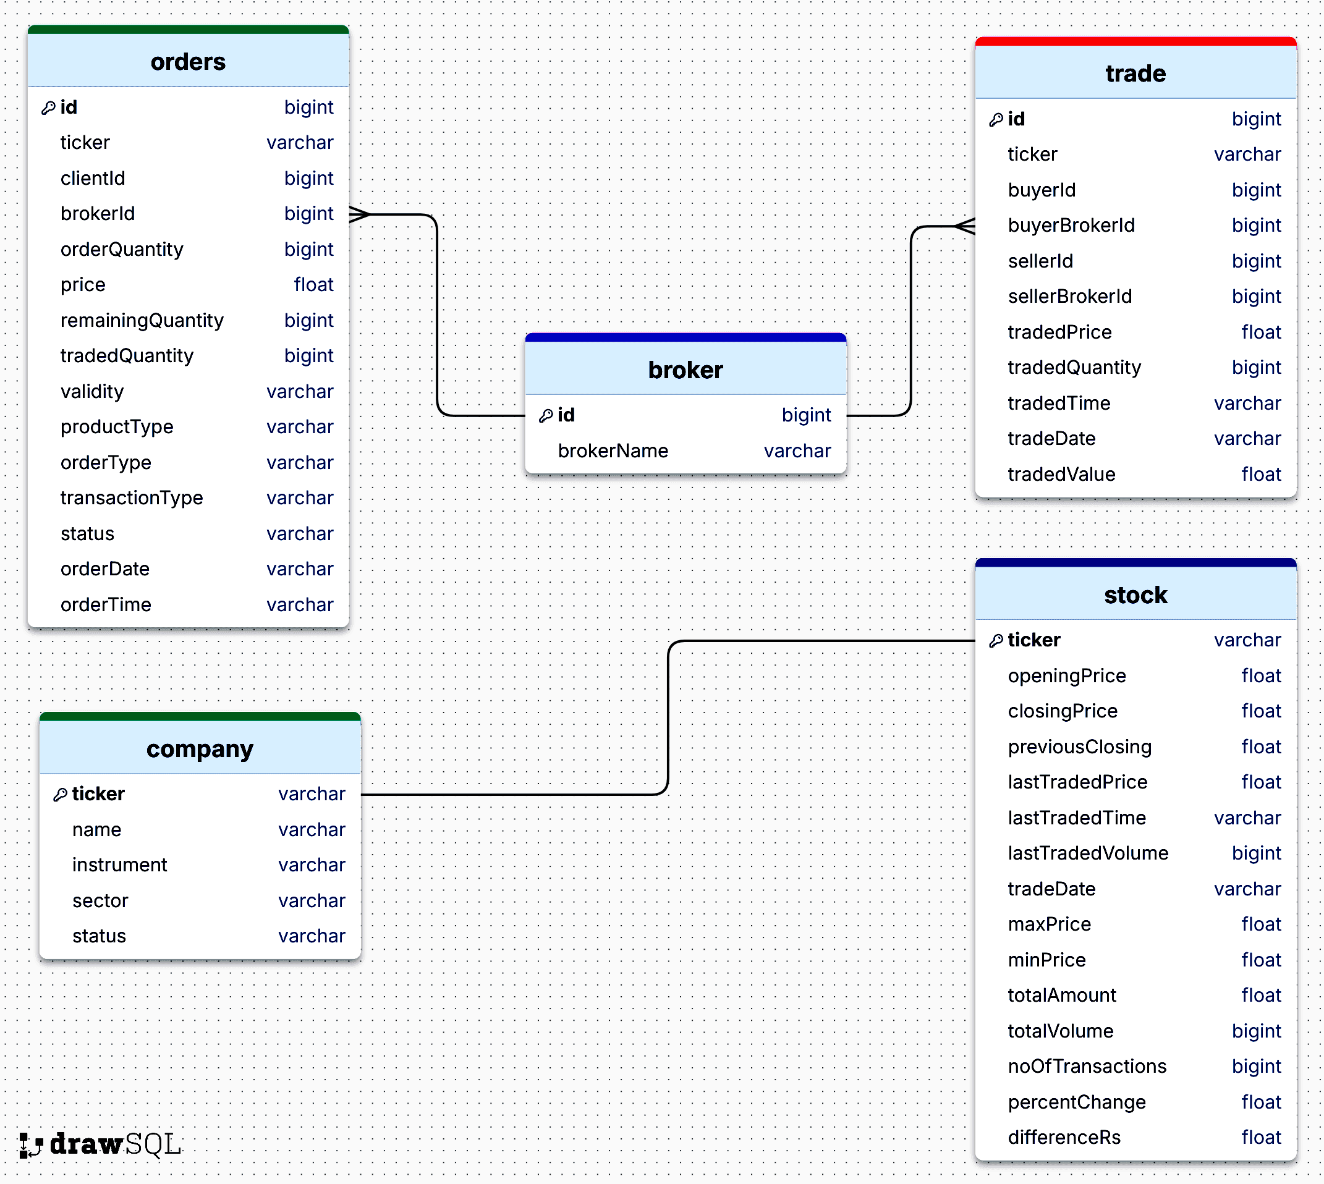 orders
id bigint
ticker varchar
clientId bigint
brokerId bigint
orderQuantity bigint
price float
remainingQuantity bigint
tradedQuantity bigint
validity varchar
productType varchar
orderType varchar
transactionType varchar
status varchar
orderDate varchar
orderTime varchar
trade
id bigint
ticker varchar
buyerId bigint
buyerBrokerId bigint
sellerId bigint
sellerBrokerId bigint
tradedPrice float
tradedQuantity bigint
tradedTime varchar
tradeDate varchar
tradedValue float
broker
id bigint
brokerName varchar
company
ticker varchar
name varchar
instrument varchar
sector varchar
status varchar
stock
ticker varchar
openingPrice float
closingPrice float
previousClosing float
lastTradedPrice float
lastTradedTime varchar
lastTradedVolume bigint
tradeDate varchar
maxPrice float
minPrice float
totalAmount float
totalVolume bigint
noOfTransactions bigint
percentChange float
differenceRs float
drawSQL